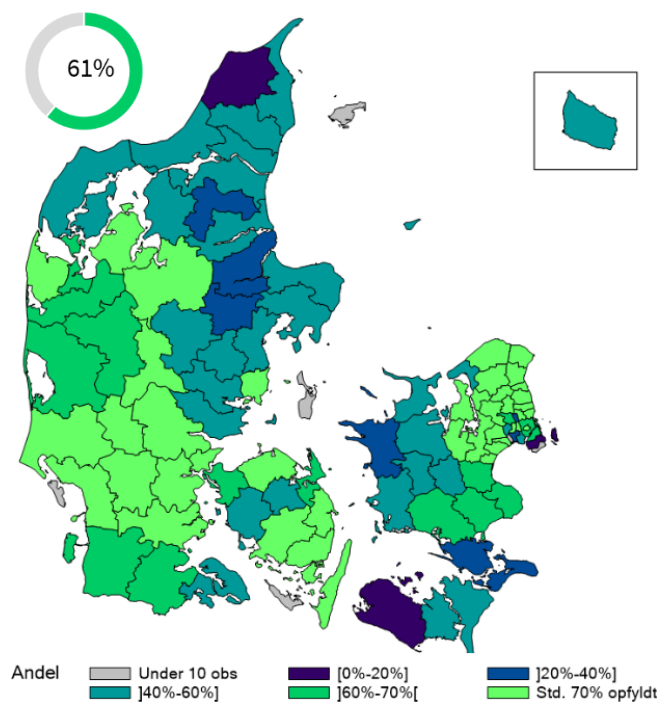 61%
Andel
Under 10 obs
[0%-20%]
]20%-40%]
]40%-60%]
]60%-70%[
Std. 70% opfyldt